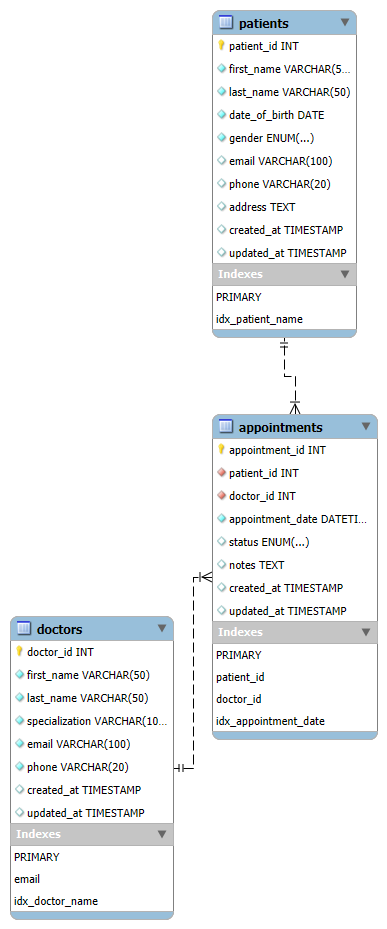 patients
patient_id INT
first_name VARCHAR(5...
last_name VARCHAR(50)
date_of_birth DATE
gender ENUM(...)
email VARCHAR(100)
phone VARCHAR(20)
address TEXT
created_at TIMESTAMP
updated_at TIMESTAMP
Indexes
PRIMARY
idx_patient_name
appointments
appointment_id INT
patient_id INT
doctor_id INT
appointment_date DATETI...
status ENUM(...)
notes TEXT
created_at TIMESTAMP
updated_at TIMESTAMP
Indexes
PRIMARY
patient_id
doctor_id
idx_appointment_date
doctors
doctor_id INT
first_name VARCHAR(50)
last_name VARCHAR(50)
specialization VARCHAR(10...
email VARCHAR(100)
phone VARCHAR(20)
created_at TIMESTAMP
updated_at TIMESTAMP
Indexes
PRIMARY
email
idx_doctor_name